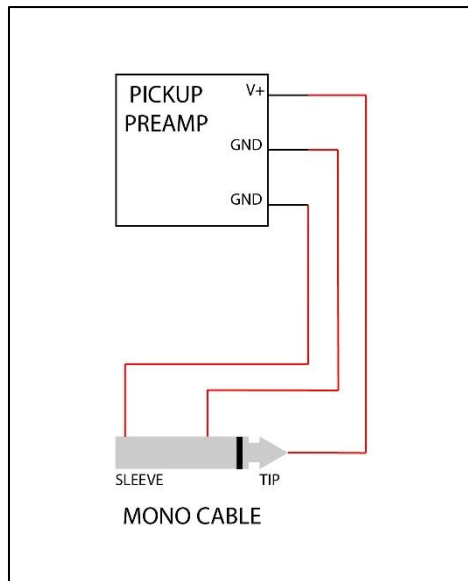 PICKUP
PREAMP
V+
GND
GND
SLEEVE
TIP
MONO CABLE